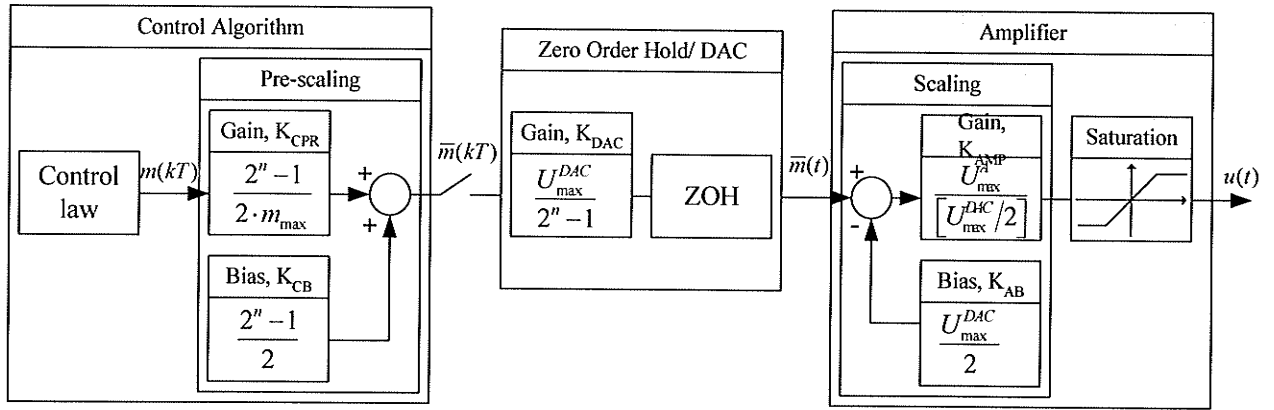 Control Algorithm
Pre-scaling
Gain, K_CPR
2^n − 1
2 · m_max
Control
law
m(kT)
+
+
Bias, K_CB
2^n − 1
2
m̅(kT)
Zero Order Hold/ DAC
Gain, K_DAC
U_max^DAC
2^n − 1
ZOH
m̅(t)
Amplifier
Scaling
+
-
Gain,
K_AMP
U_max^A
[U_max^DAC/2]
Bias, K_AB
U_max^DAC
2
Saturation
u(t)